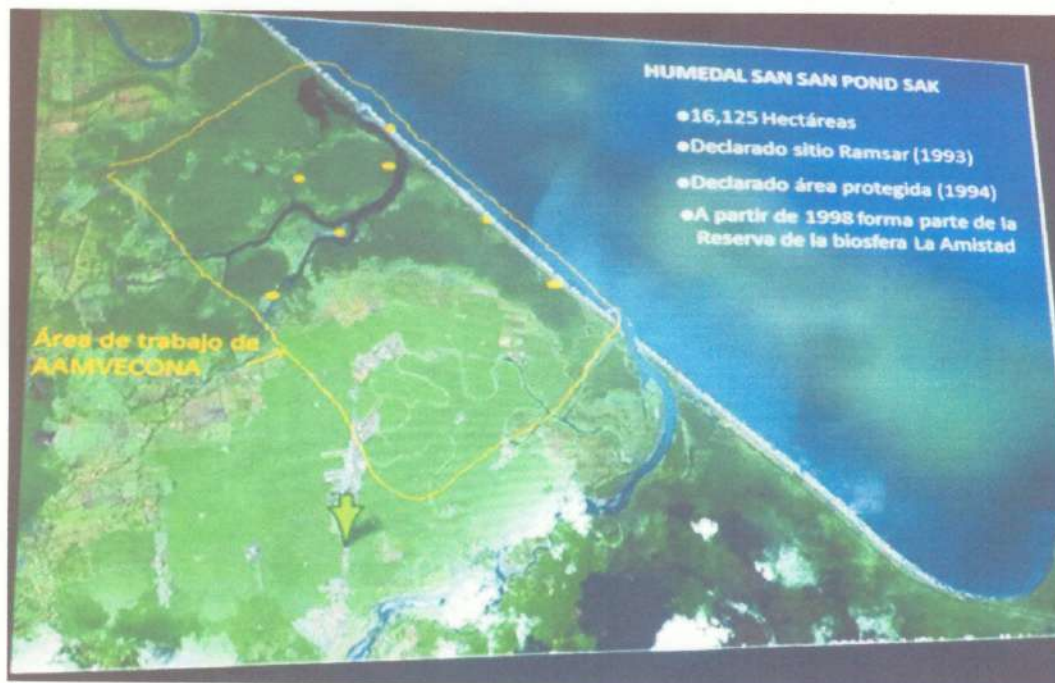 HUMEDAL SAN SAN POND SAK
●16,125 Hectáreas
●Declarado sitio Ramsar (1993)
●Declarado área protegida (1994)
●A partir de 1998 forma parte de la
Reserva de la biosfera La Amistad
Área de trabajo de
AAMVECONA